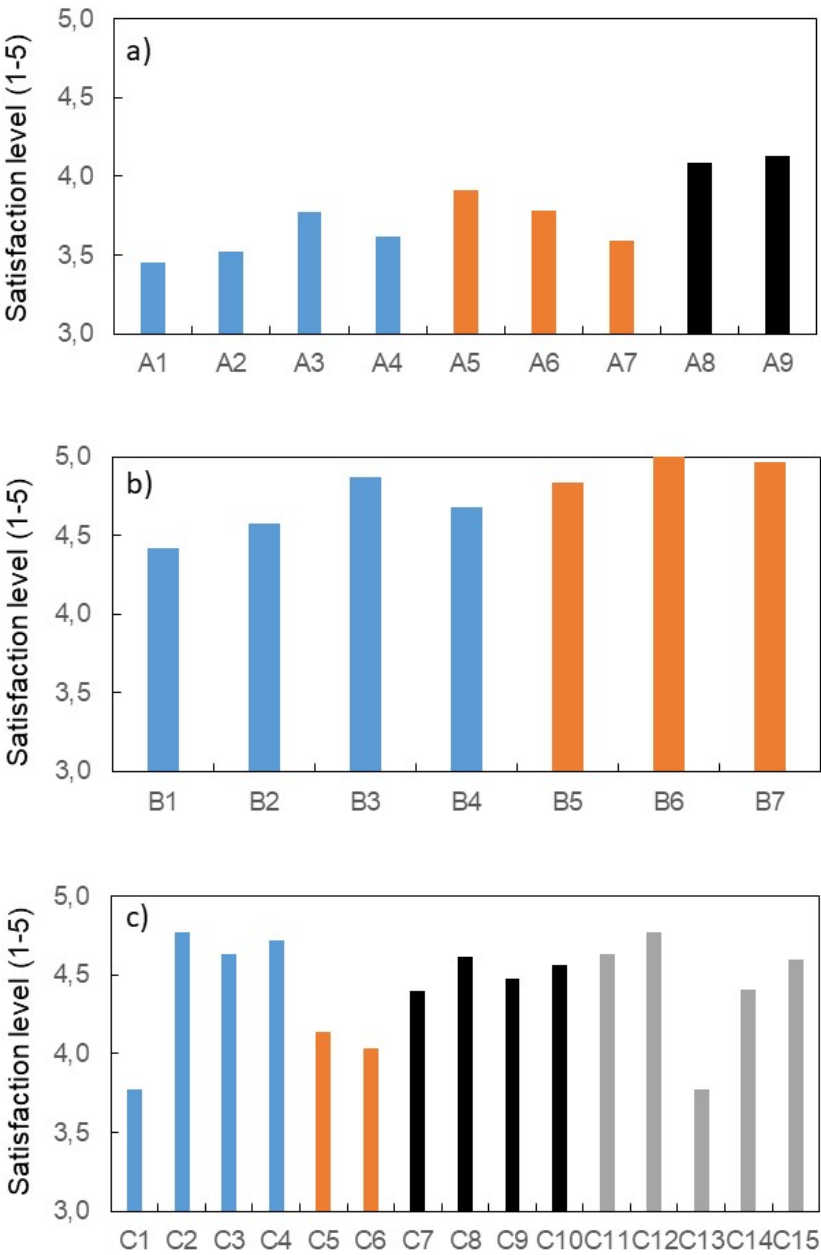 Satisfaction level (1-5)
a)
5,0
4,5
4,0
3,5
3,0
A1 A2 A3 A4 A5 A6 A7 A8 A9
Satisfaction level (1-5)
b)
5,0
4,5
4,0
3,5
3,0
B1 B2 B3 B4 B5 B6 B7
Satisfaction level (1-5)
c)
5,0
4,5
4,0
3,5
3,0
C1 C2 C3 C4 C5 C6 C7 C8 C9 C10 C11 C12 C13 C14 C15